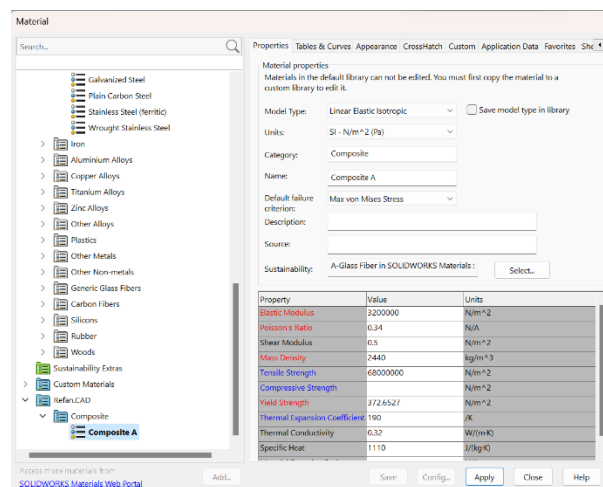 Material
Search...
Galvanized Steel
Plain Carbon Steel
Stainless Steel (ferritic)
Wrought Stainless Steel
Iron
Aluminium Alloys
Copper Alloys
Titanium Alloys
Zinc Alloys
Other Alloys
Plastics
Other Metals
Other Non-metals
Generic Glass Fibers
Carbon Fibers
Silicons
Rubber
Woods
Sustainability Extras
Custom Materials
Refan.CAD
Composite
Composite A
Access more materials from
SOLIDWORKS Materials Web Portal
Add...
Properties Tables & Curves Appearance CrossHatch Custom Application Data Favorites She
Material properties
Materials in the default library can not be edited. You must first copy the material to a
custom library to edit it.
Model Type: Linear Elastic Isotropic Save model type in library
Units: SI - N/m^2 (Pa)
Category: Composite
Name: Composite A
Default failure criterion: Max von Mises Stress
Description:
Source:
Sustainability: A-Glass Fiber in SOLIDWORKS Materials : Select...
Property Value Units
Elastic Modulus 3200000 N/m^2
Poisson's Ratio 0.34 N/A
Shear Modulus 0.5 N/m^2
Mass Density 2440 kg/m^3
Tensile Strength 68000000 N/m^2
Compressive Strength N/m^2
Yield Strength 372.6527 N/m^2
Thermal Expansion Coefficient 190 /K
Thermal Conductivity 0.32 W/(m·K)
Specific Heat 1110 J/(kg·K)
Save Config... Apply Close Help